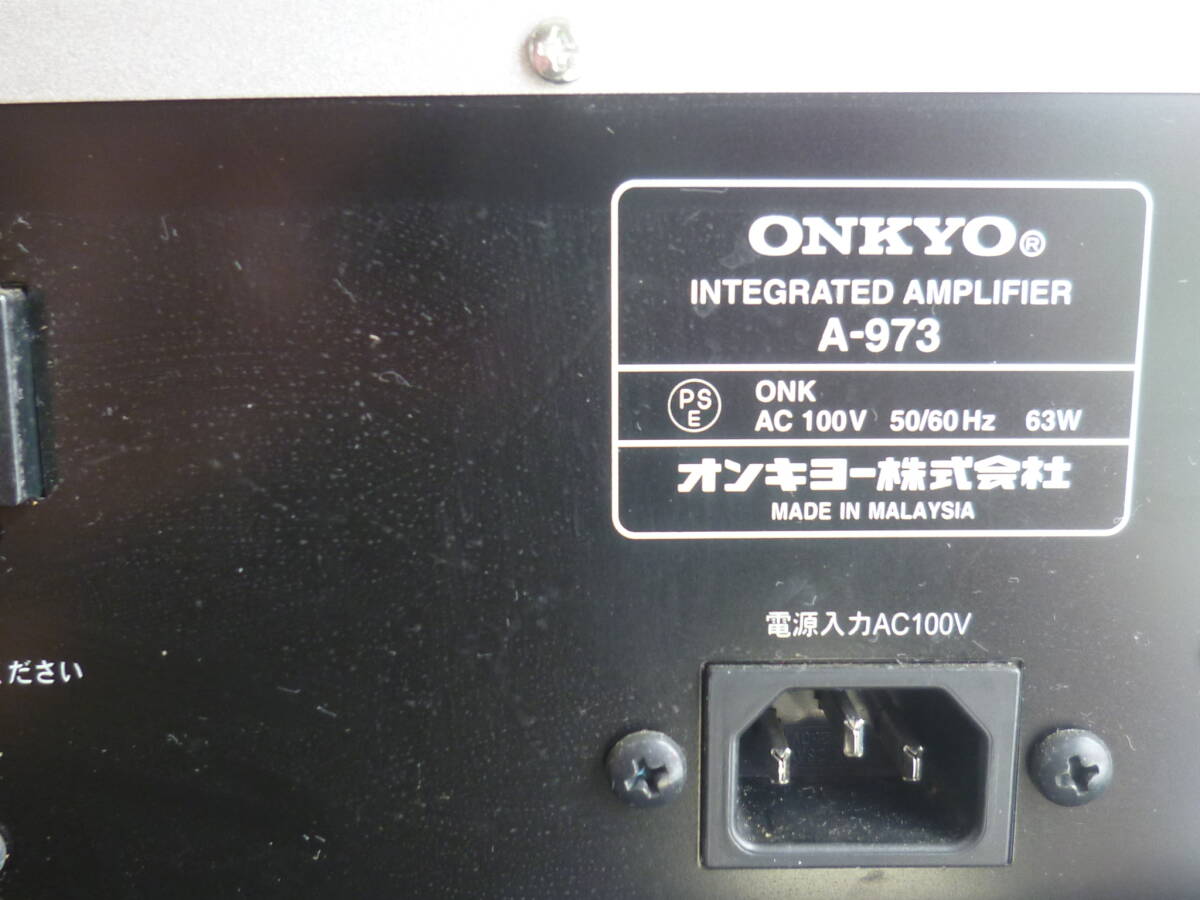 ONKYO®
INTEGRATED AMPLIFIER
A-973
PS
E
ONK
AC 100V 50/60Hz 63W
オンキヨー株式会社
MADE IN MALAYSIA
電源入力AC100V
ださい